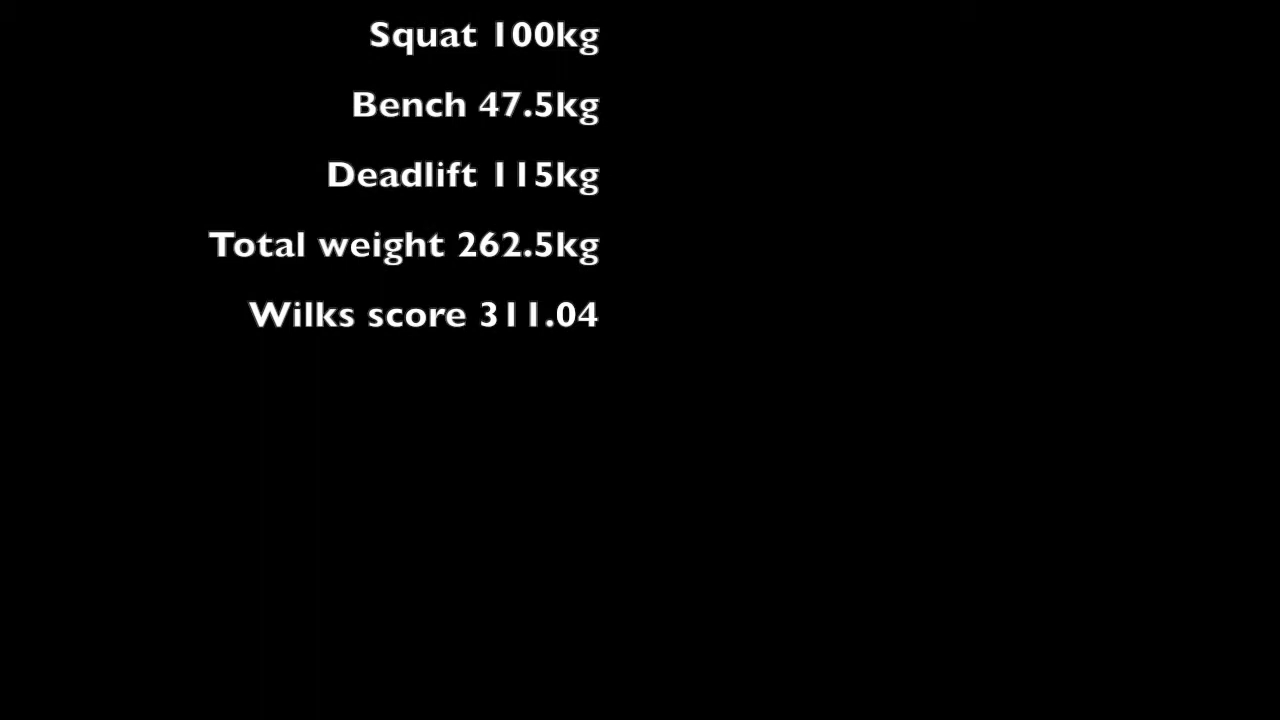 Squat 100kg
Bench 47.5kg
Deadlift 115kg
Total weight 262.5kg
Wilks score 311.04